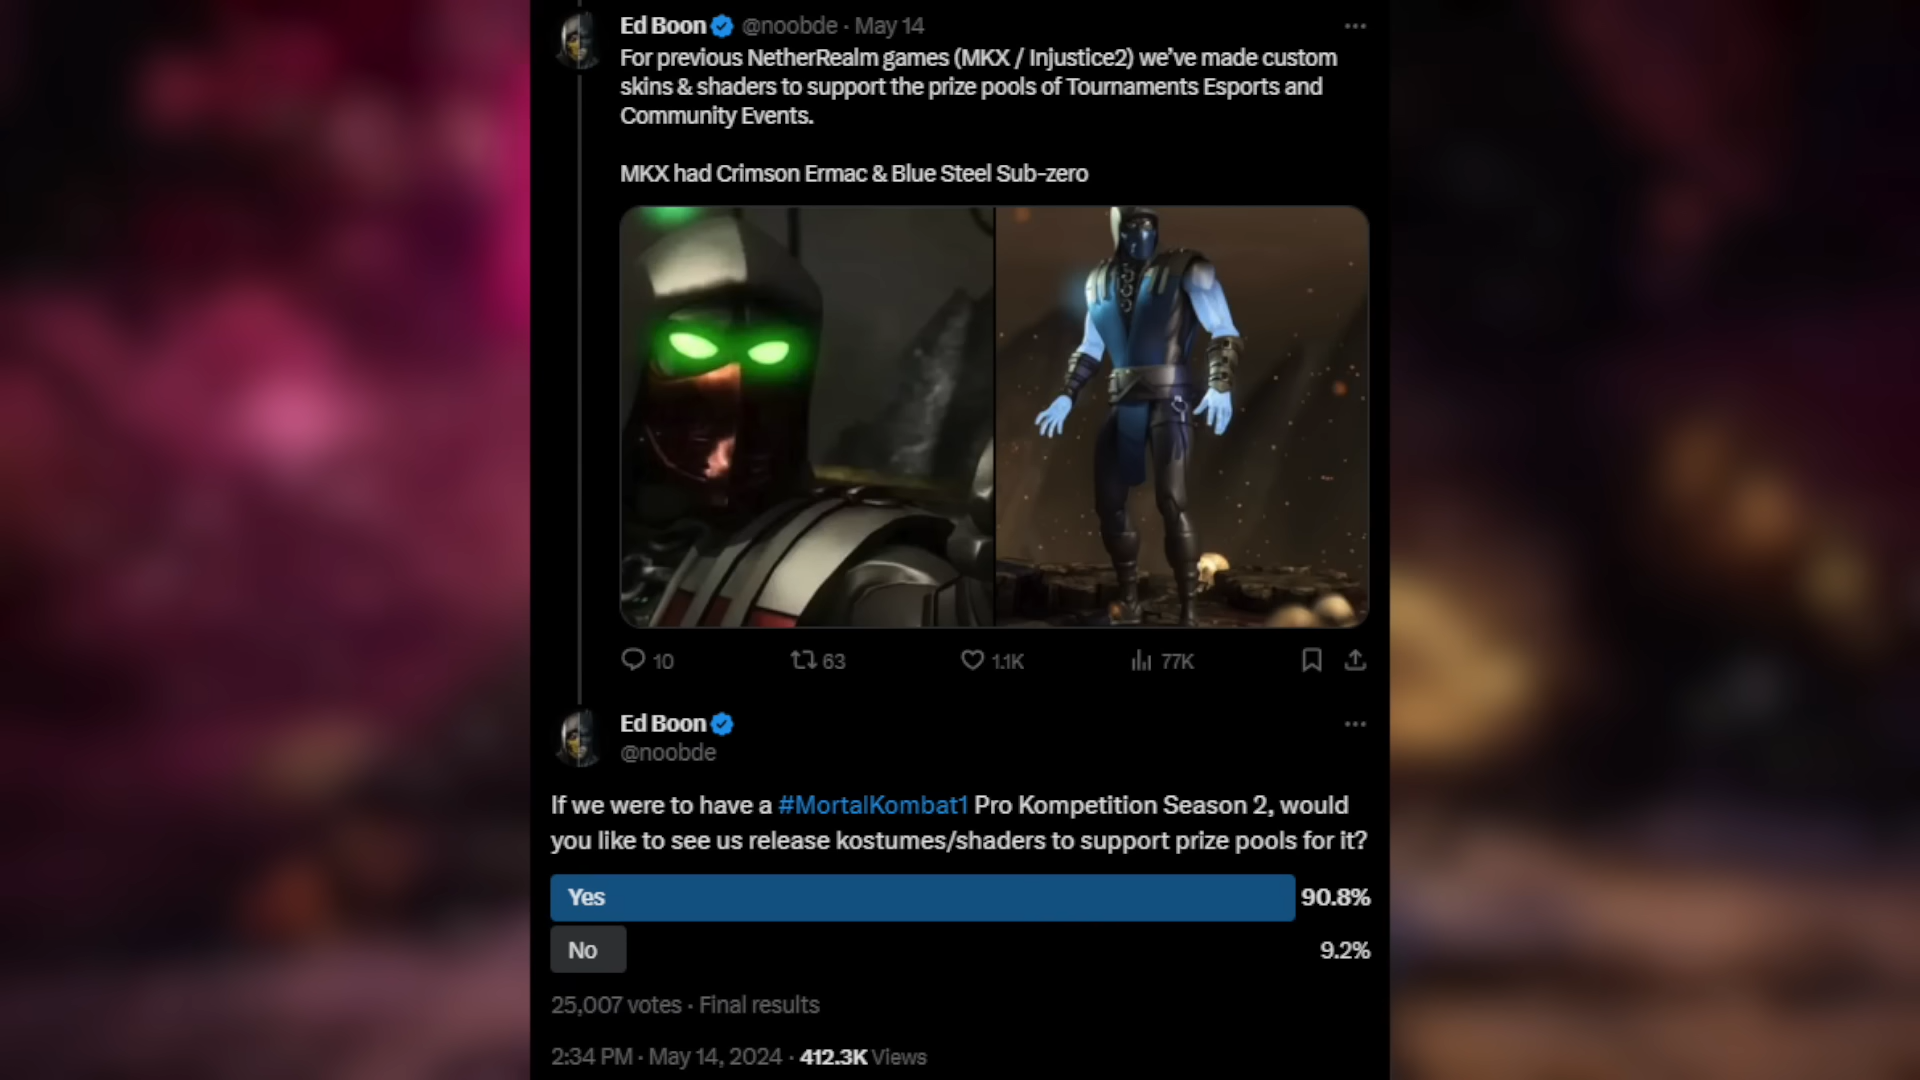 Ed Boon @noobde · May 14
For previous NetherRealm games (MKX / Injustice2) we've made custom
skins & shaders to support the prize pools of Tournaments Esports and
Community Events.
MKX had Crimson Ermac & Blue Steel Sub-zero
10 63 1.1K 77K
Ed Boon
@noobde
If we were to have a #MortalKombat1 Pro Kompetition Season 2, would
you like to see us release kostumes/shaders to support prize pools for it?
Yes 90.8%
No 9.2%
25,007 votes · Final results
2:34 PM · May 14, 2024 · 412.3K Views